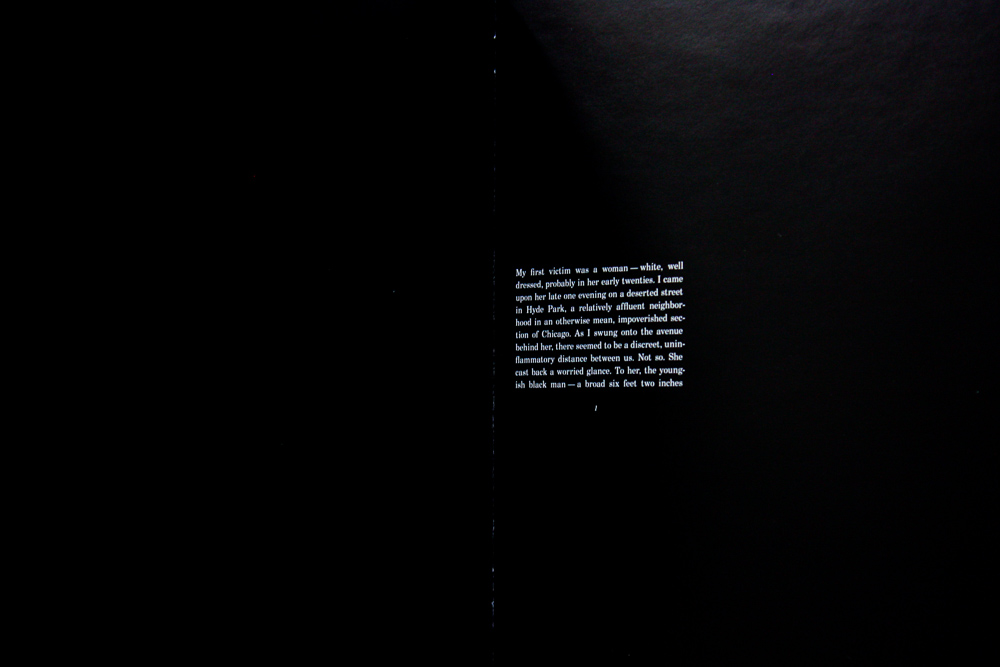 My first victim was a woman — white, well
dressed, probably in her early twenties. I came
upon her late one evening on a deserted street
in Hyde Park, a relatively affluent neighbor-
hood in an otherwise mean, impoverished sec-
tion of Chicago. As I swung onto the avenue
behind her, there seemed to be a discreet, unin-
flammatory distance between us. Not so. She
cast back a worried glance. To her, the young-
ish black man — a broad six feet two inches
1